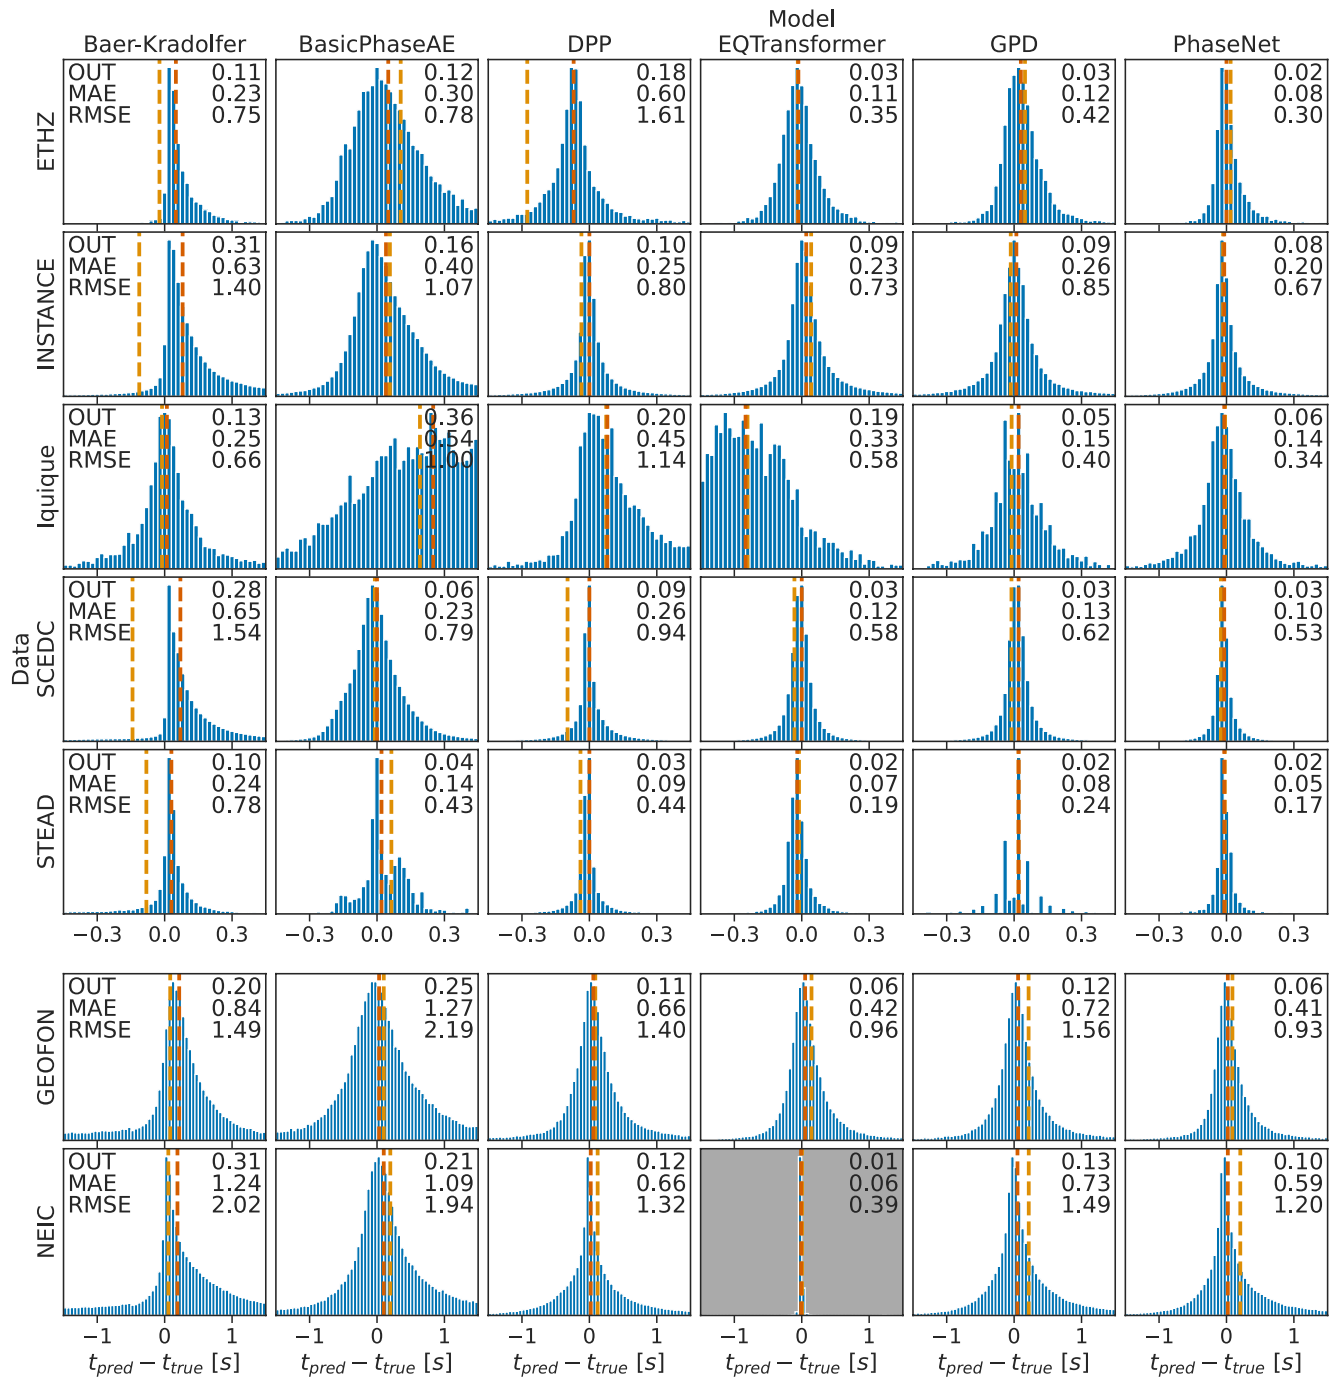 Model
Baer-Kradolfer BasicPhaseAE DPP EQTransformer GPD PhaseNet
Data
ETHZ
OUT 0.11 0.12 0.18 0.03 0.03 0.02
MAE 0.23 0.30 0.60 0.11 0.12 0.08
RMSE 0.75 0.78 1.61 0.35 0.42 0.30
INSTANCE
OUT 0.31 0.16 0.10 0.09 0.09 0.08
MAE 0.63 0.40 0.25 0.23 0.26 0.20
RMSE 1.40 1.07 0.80 0.73 0.85 0.67
Iquique
OUT 0.13 0.36 0.20 0.19 0.05 0.06
MAE 0.25 0.54 0.45 0.33 0.15 0.14
RMSE 0.66 1.00 1.14 0.58 0.40 0.34
SCEDC
OUT 0.28 0.06 0.09 0.03 0.03 0.03
MAE 0.65 0.23 0.26 0.12 0.13 0.10
RMSE 1.54 0.79 0.94 0.58 0.62 0.53
STEAD
OUT 0.10 0.04 0.03 0.02 0.02 0.02
MAE 0.24 0.14 0.09 0.07 0.08 0.05
RMSE 0.78 0.43 0.44 0.19 0.24 0.17
−0.3 0.0 0.3 −0.3 0.0 0.3 −0.3 0.0 0.3 −0.3 0.0 0.3 −0.3 0.0 0.3 −0.3 0.0 0.3
GEOFON
OUT 0.20 0.25 0.11 0.06 0.12 0.06
MAE 0.84 1.27 0.66 0.42 0.72 0.41
RMSE 1.49 2.19 1.40 0.96 1.56 0.93
NEIC
OUT 0.31 0.21 0.12 0.01 0.13 0.10
MAE 1.24 1.09 0.66 0.06 0.73 0.59
RMSE 2.02 1.94 1.32 0.39 1.49 1.20
−1 0 1 −1 0 1 −1 0 1 −1 0 1 −1 0 1 −1 0 1
t_pred − t_true [s] t_pred − t_true [s] t_pred − t_true [s] t_pred − t_true [s] t_pred − t_true [s] t_pred − t_true [s]